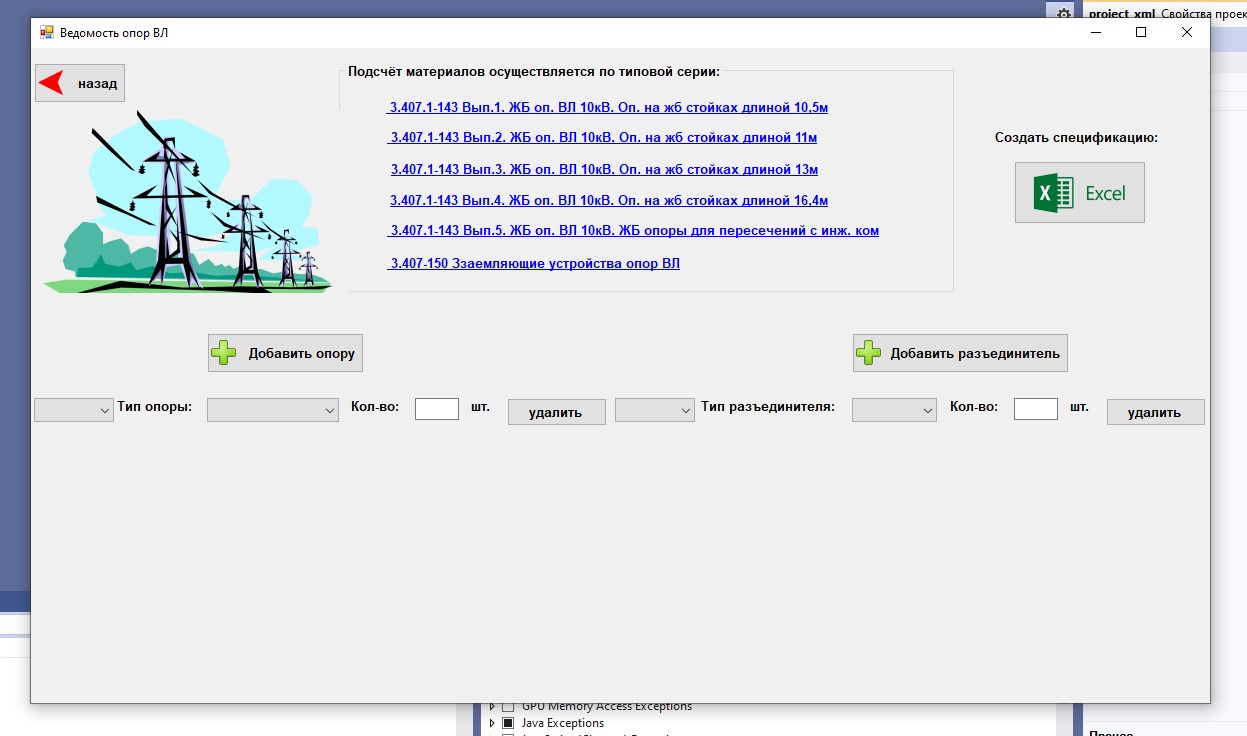 project_xml Свойства проек
Ведомость опор ВЛ
назад
Подсчёт материалов осуществляется по типовой серии:
3.407.1-143 Вып.1. ЖБ оп. ВЛ 10кВ. Оп. на жб стойках длиной 10,5м
3.407.1-143 Вып.2. ЖБ оп. ВЛ 10кВ. Оп. на жб стойках длиной 11м
3.407.1-143 Вып.3. ЖБ оп. ВЛ 10кВ. Оп. на жб стойках длиной 13м
3.407.1-143 Вып.4. ЖБ оп. ВЛ 10кВ. Оп. на жб стойках длиной 16,4м
3.407.1-143 Вып.5. ЖБ оп. ВЛ 10кВ. ЖБ опоры для пересечений с инж. ком
3.407-150 Ззаемляющие устройства опор ВЛ
Создать спецификацию:
X Excel
Добавить опору
Добавить разъединитель
Тип опоры: Кол-во: шт. удалить Тип разъединителя: Кол-во: шт. удалить
GPU Memory Access Exceptions
Java Exceptions
Прочее